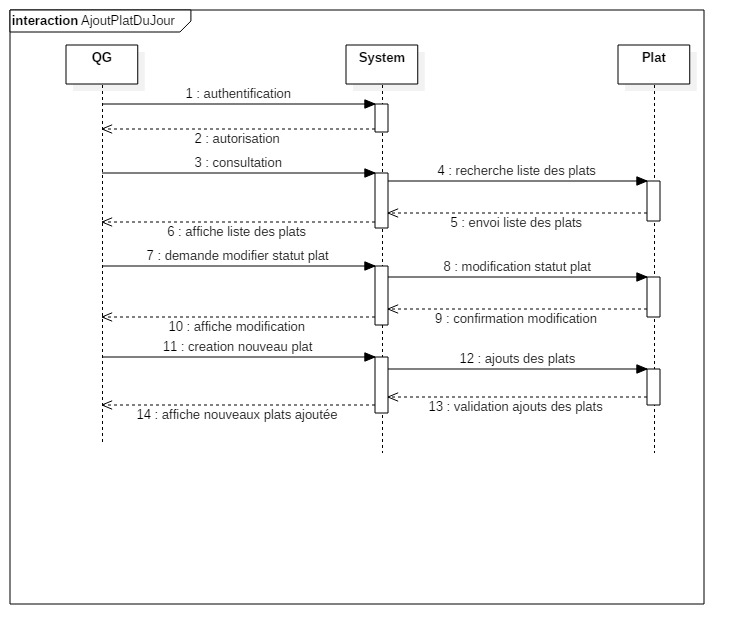 interaction AjoutPlatDuJour
QG
System
Plat
1 : authentification
2 : autorisation
3 : consultation
4 : recherche liste des plats
5 : envoi liste des plats
6 : affiche liste des plats
7 : demande modifier statut plat
8 : modification statut plat
9 : confirmation modification
10 : affiche modification
11 : creation nouveau plat
12 : ajouts des plats
13 : validation ajouts des plats
14 : affiche nouveaux plats ajoutée